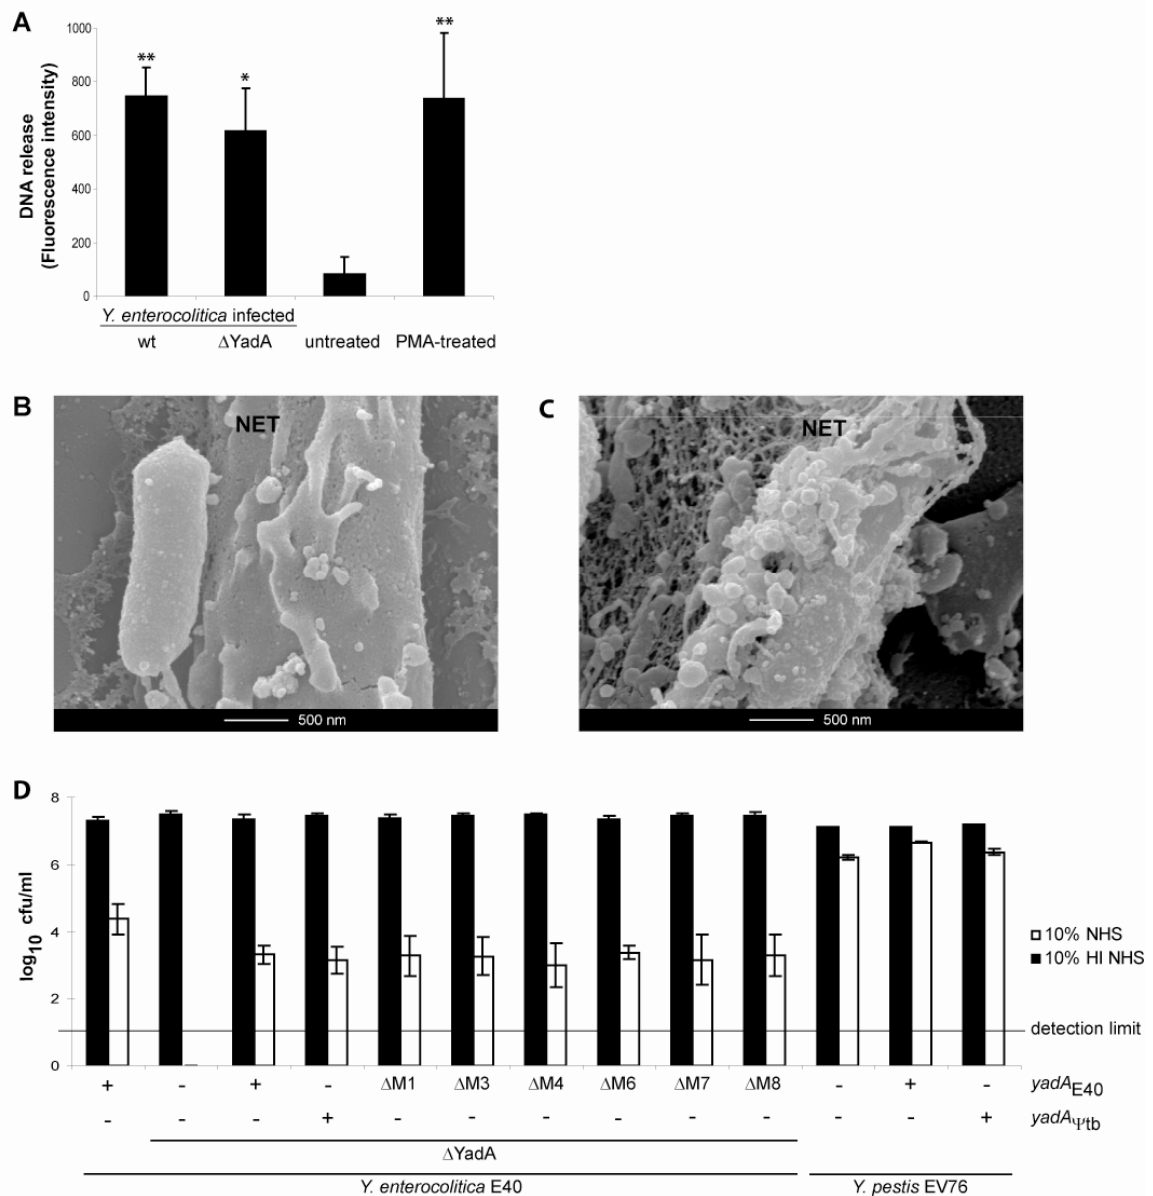 A
DNA release
(Fluorescence intensity)
1000
800
600
400
200
0
** * **
Y. enterocolitica infected
wt ΔYadA untreated PMA-treated
B
NET
500 nm
C
NET
500 nm
D
log10 cfu/ml
8
6
4
2
0
10% NHS
10% HI NHS
detection limit
+ - + - ΔM1 ΔM3 ΔM4 ΔM6 ΔM7 ΔM8 - + - yadAE40
- - - + - - - - - - - - + yadAΨtb
ΔYadA
Y. enterocolitica E40 Y. pestis EV76